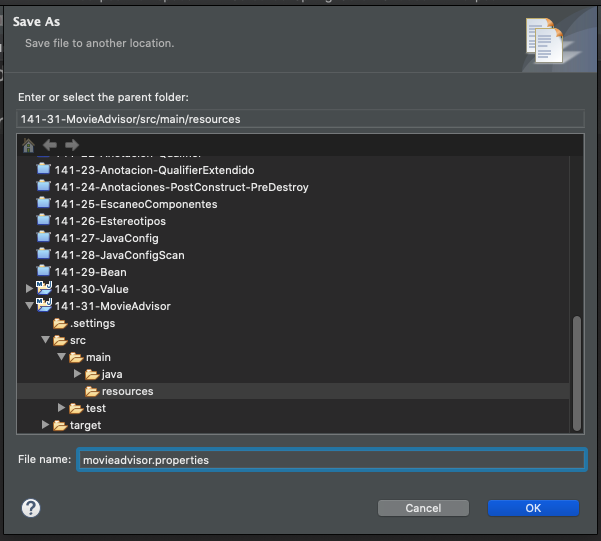 Save As
Save file to another location.
Enter or select the parent folder:
141-31-MovieAdvisor/src/main/resources
141-23-Anotacion-QualifierExtendido
141-24-Anotaciones-PostConstruct-PreDestroy
141-25-EscaneoComponentes
141-26-Estereotipos
141-27-JavaConfig
141-28-JavaConfigScan
141-29-Bean
141-30-Value
141-31-MovieAdvisor
.settings
src
main
java
resources
test
target
File name: movieadvisor.properties
? Cancel OK